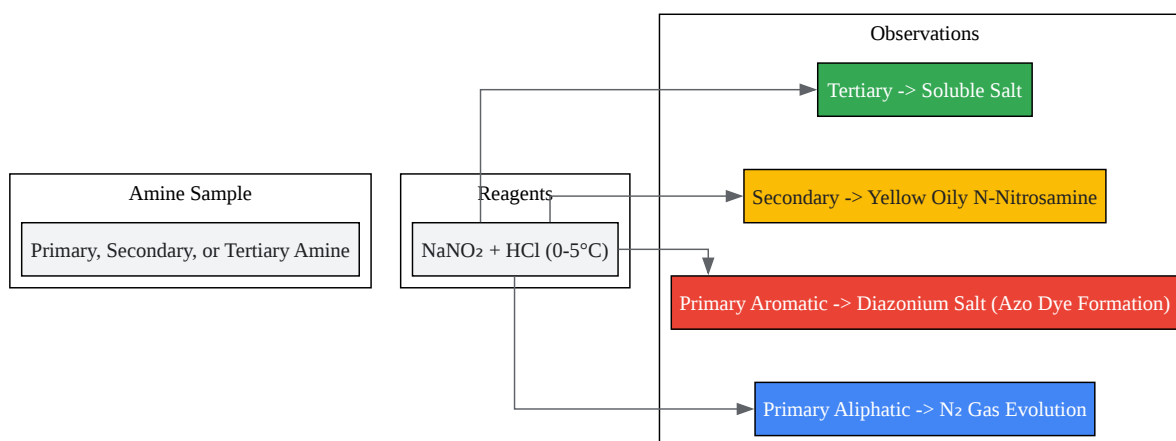 Observations
Tertiary -> Soluble Salt
Amine Sample
Primary, Secondary, or Tertiary Amine
Reagents
NaNO₂ + HCl (0-5°C)
Secondary -> Yellow Oily N-Nitrosamine
Primary Aromatic -> Diazonium Salt (Azo Dye Formation)
Primary Aliphatic -> N₂ Gas Evolution